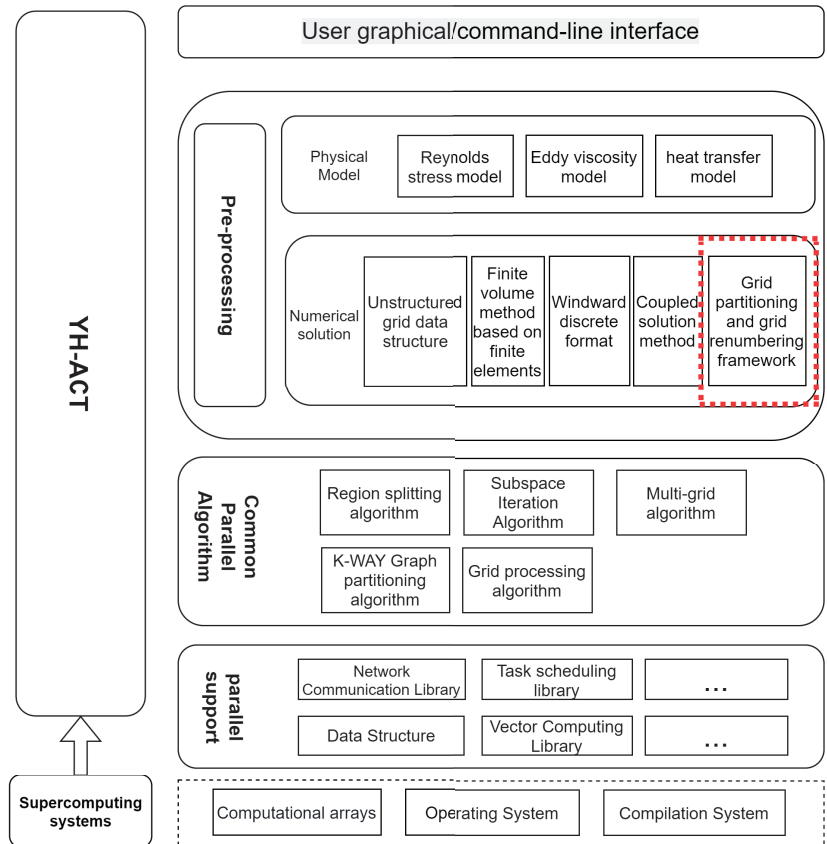 User graphical/command-line interface
YH-ACT
Pre-processing
Physical
Model
Reynolds
stress model
Eddy viscosity
model
heat transfer
model
Numerical
solution
Unstructured
grid data
structure
Finite
volume
method
based on
finite
elements
Windward
discrete
format
Coupled
solution
method
Grid
partitioning
and grid
renumbering
framework
Common
Parallel
Algorithm
Region splitting
algorithm
Subspace
Iteration
Algorithm
Multi-grid
algorithm
K-WAY Graph
partitioning
algorithm
Grid processing
algorithm
parallel
support
Network
Communication Library
Task scheduling
library
...
Data Structure
Vector Computing
Library
...
Supercomputing
systems
Computational arrays
Operating System
Compilation System